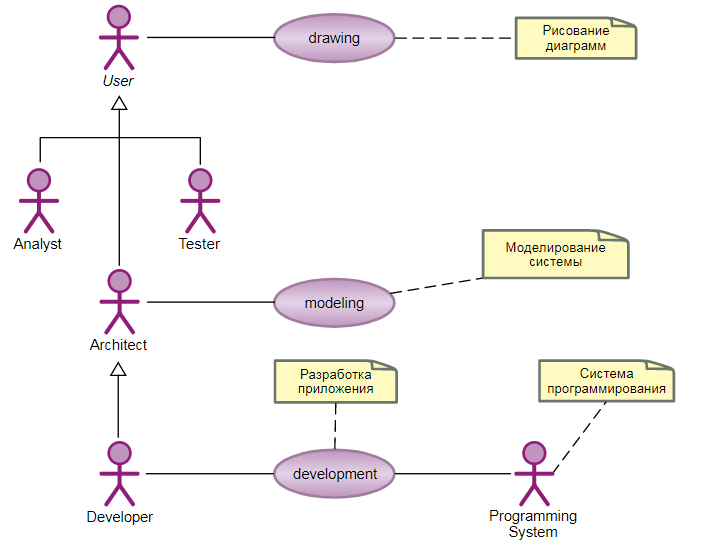 drawing
Рисование
диаграмм
User
Analyst
Tester
Моделирование
системы
modeling
Architect
Разработка
приложения
Система
программирования
development
Developer
Programming
System